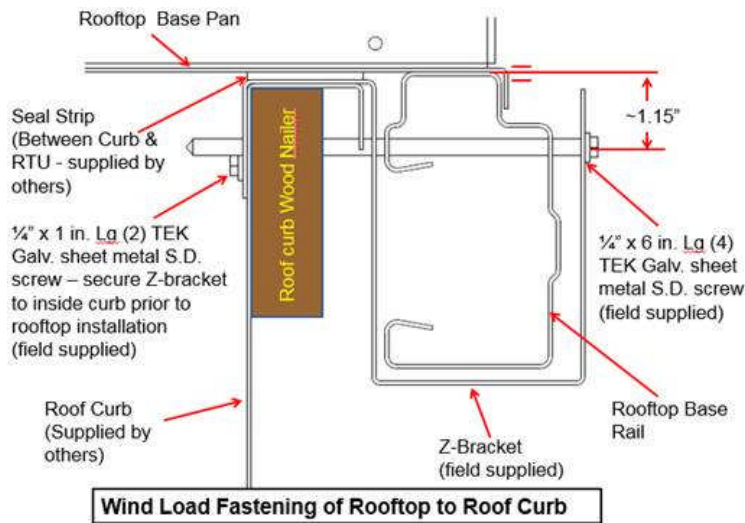 Rooftop Base Pan
Seal Strip
(Between Curb &
RTU - supplied by
others)
¼” x 1 in. Lg (2) TEK
Galv. sheet metal S.D.
screw – secure Z-bracket
to inside curb prior to
rooftop installation
(field supplied)
Roof Curb
(Supplied by
others)
Roof curb Wood Nailer
~1.15”
¼” x 6 in. Lg (4)
TEK Galv. sheet
metal S.D. screw
(field supplied)
Rooftop Base
Rail
Z-Bracket
(field supplied)
Wind Load Fastening of Rooftop to Roof Curb